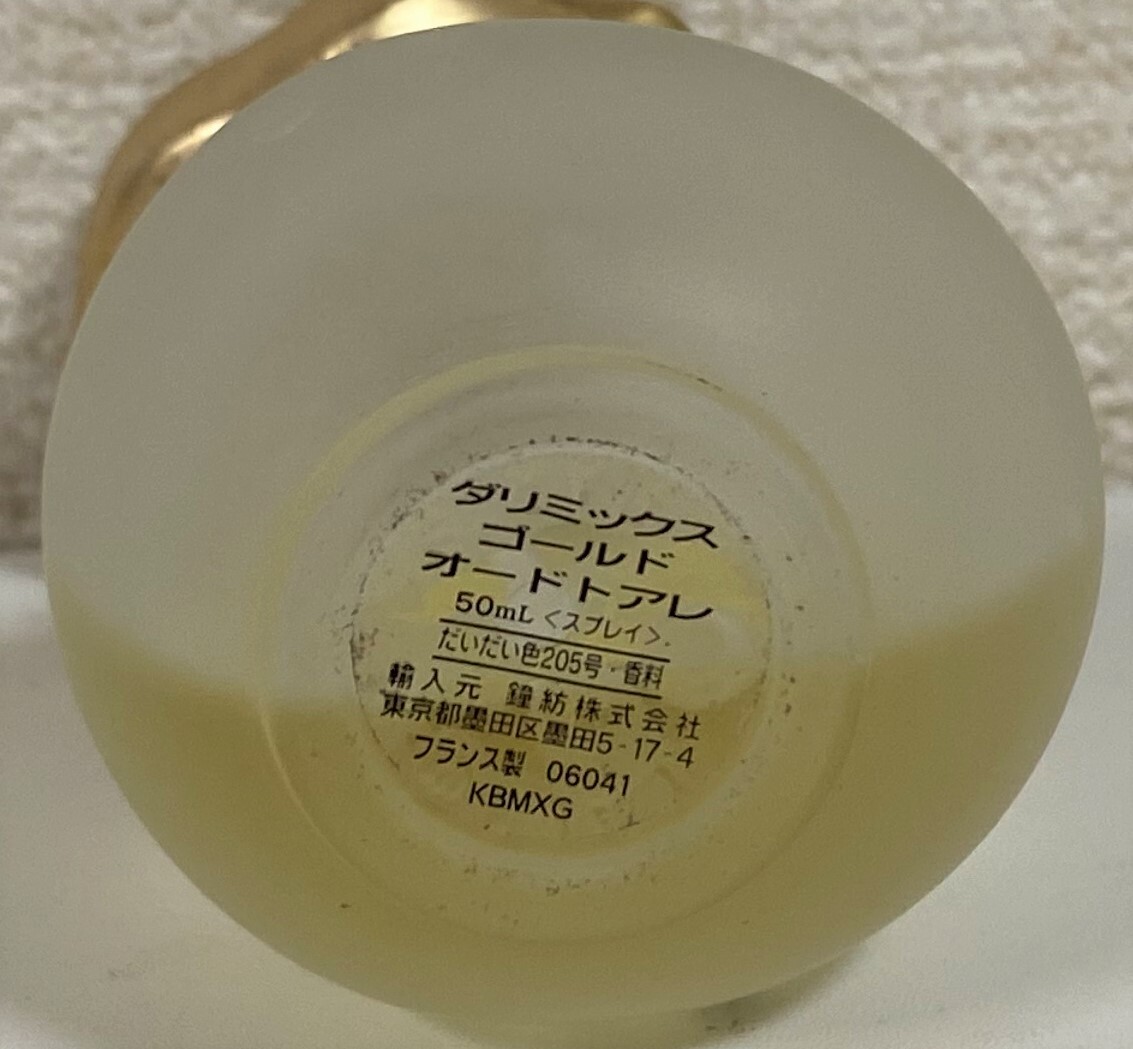 ダリミックス
ゴールド
オードトアレ
50mL <スプレイ>.
だいだい色205号・香料
輸入元 鐘紡株式会社
東京都墨田区墨田5-17-4
フランス製 06041
KBMXG